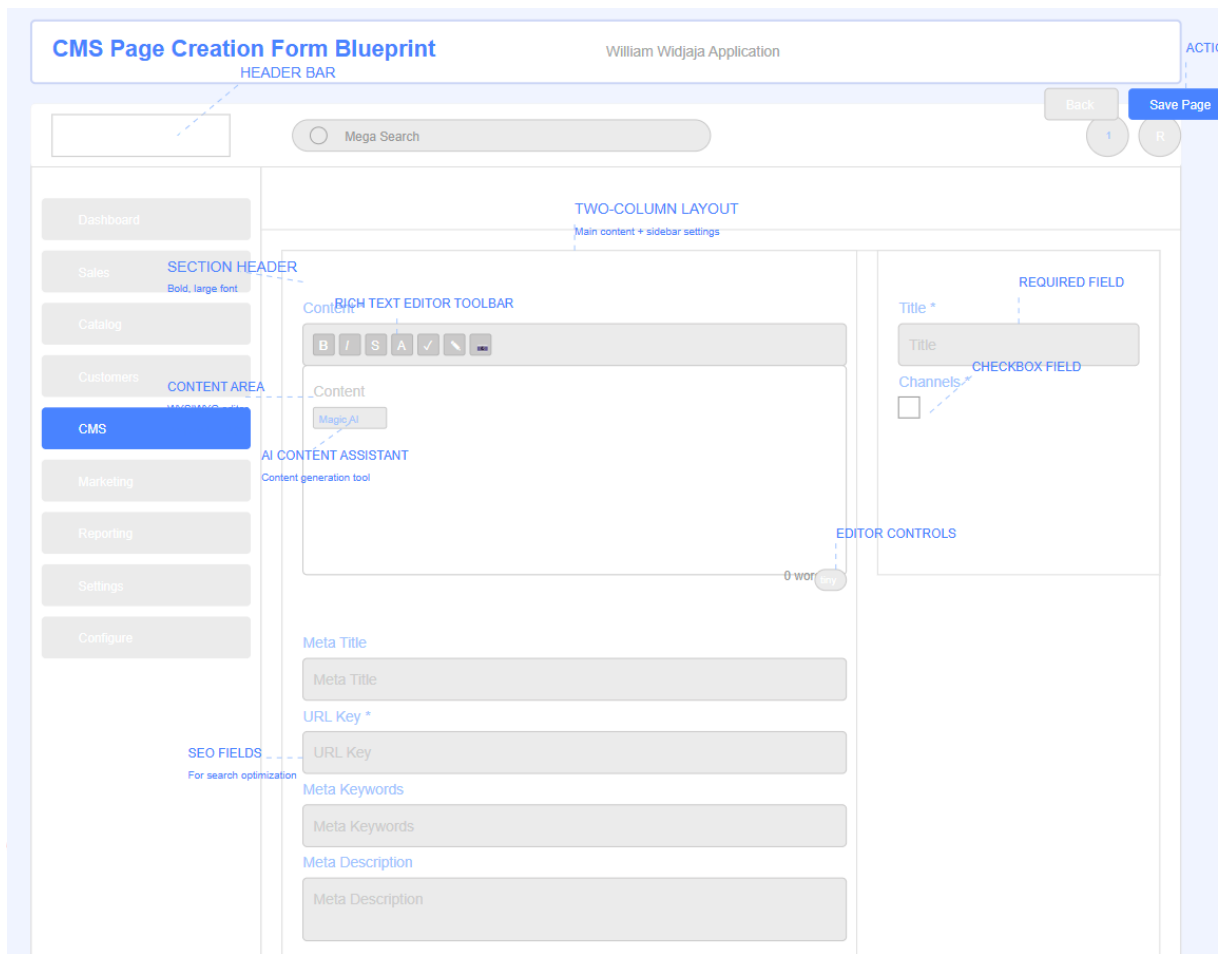 CMS Page Creation Form Blueprint
William Widjaja Application
HEADER BAR
Back
Save Page
Mega Search
1
R
Dashboard
Sales
Catalog
Customers
CMS
Marketing
Reporting
Settings
Configure
TWO-COLUMN LAYOUT
Main content + sidebar settings
SECTION HEADER
Bold, large font
Content *
RICH TEXT EDITOR TOOLBAR
B I S A ✓
CONTENT AREA
Content
Magic AI
AI CONTENT ASSISTANT
Content generation tool
EDITOR CONTROLS
0
Meta Title
Meta Title
URL Key *
URL Key
SEO FIELDS
For search optimization
Meta Keywords
Meta Keywords
Meta Description
Meta Description
REQUIRED FIELD
Title *
Title
CHECKBOX FIELD
Channels *